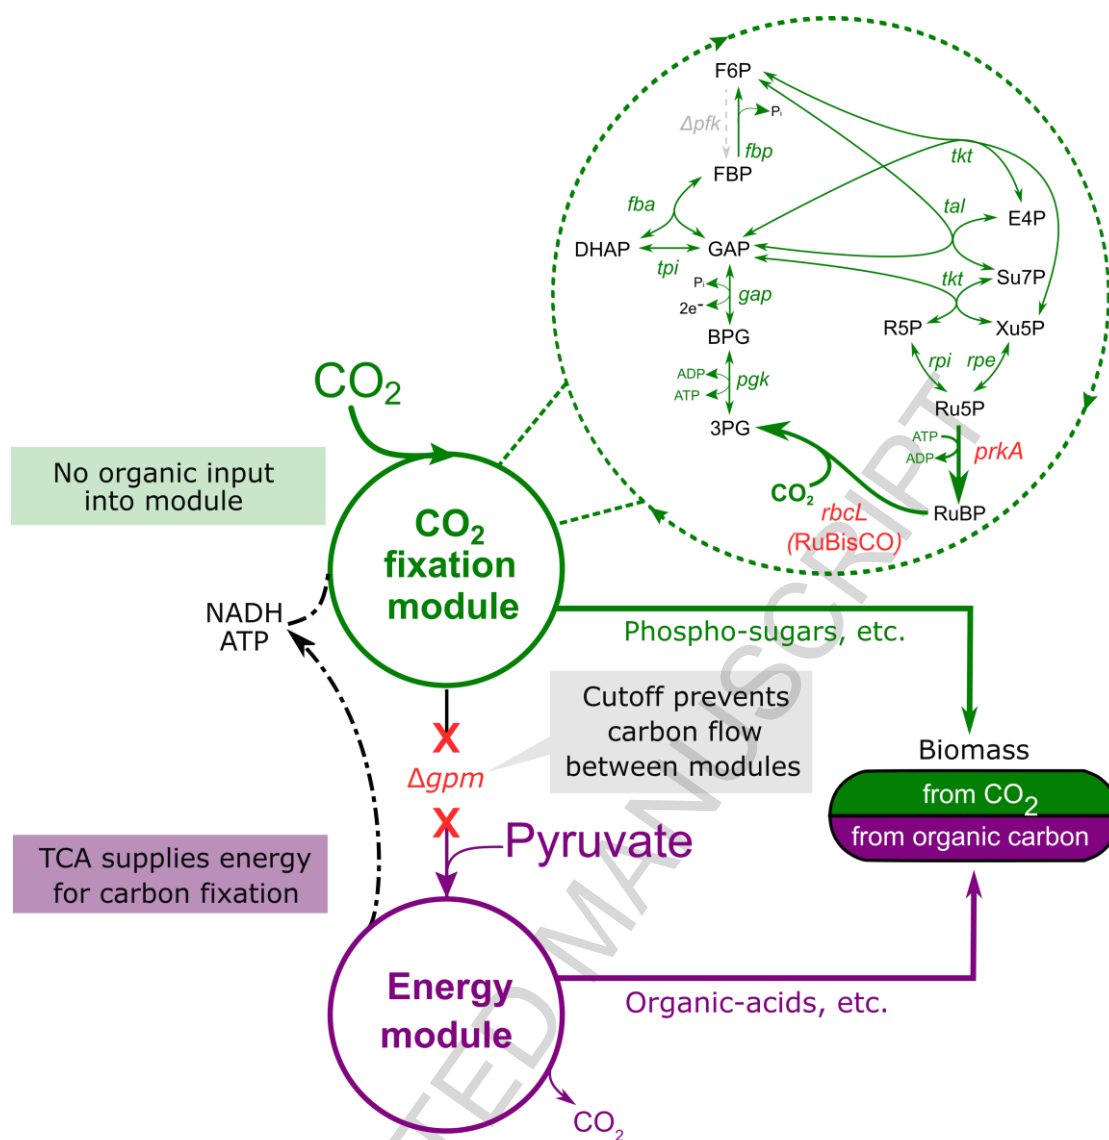 F6P
Δpfk
Pi
fbp
FBP
tkt
fba
tal
E4P
DHAP
GAP
tpi
Su7P
Pi
gap
tkt
2e-
BPG
R5P
Xu5P
ADP
pgk
rpi
rpe
ATP
3PG
Ru5P
ATP
prkA
ADP
CO2
rbcL
RuBP
(RuBisCO)
CO2
No organic input
into module
CO2
fixation
module
NADH
ATP
Phospho-sugars, etc.
Cutoff prevents
carbon flow
between modules
X
Δgpm
X
Biomass
from CO2
from organic carbon
Pyruvate
TCA supplies energy
for carbon fixation
Energy
module
Organic-acids, etc.
CO2
TED MANUSCRIPT